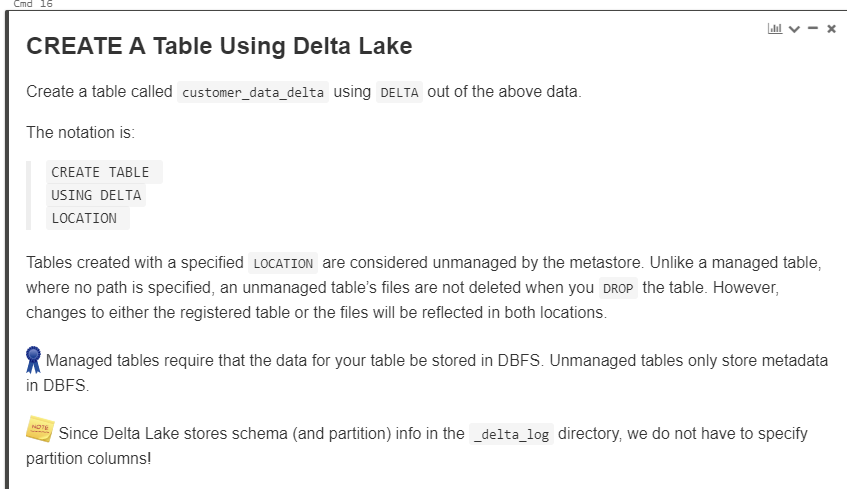 Cmd 16
CREATE A Table Using Delta Lake
Create a table called customer_data_delta using DELTA out of the above data.
The notation is:
CREATE TABLE
USING DELTA
LOCATION
Tables created with a specified LOCATION are considered unmanaged by the metastore. Unlike a managed table,
where no path is specified, an unmanaged table’s files are not deleted when you DROP the table. However,
changes to either the registered table or the files will be reflected in both locations.
Managed tables require that the data for your table be stored in DBFS. Unmanaged tables only store metadata
in DBFS.
NOTE Since Delta Lake stores schema (and partition) info in the _delta_log directory, we do not have to specify
partition columns!